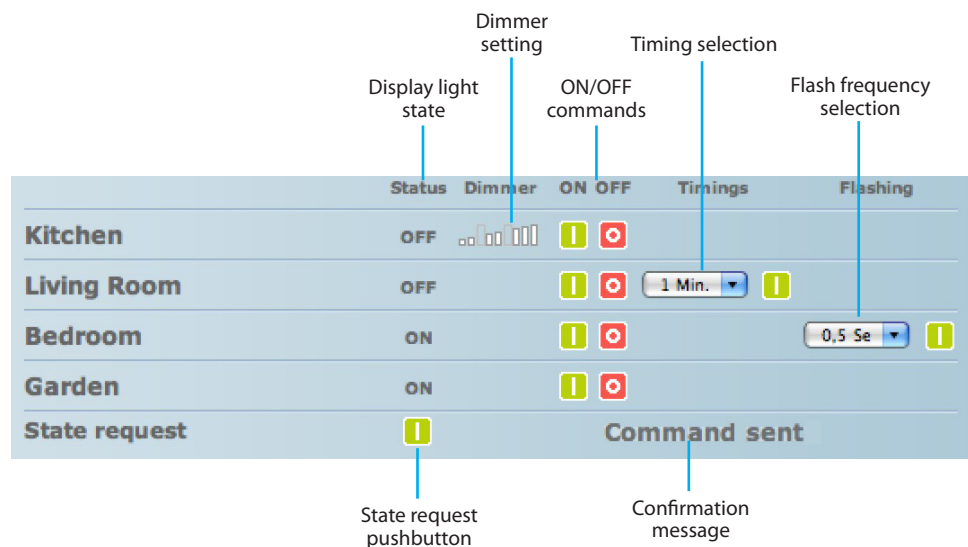 Dimmer
setting
Timing selection
Display light
state
ON/OFF
commands
Flash frequency
selection
Status Dimmer ON OFF Timings Flashing
Kitchen OFF
Living Room OFF 1 Min.
Bedroom ON 0,5 Se
Garden ON
State request Command sent
State request
pushbutton
Confirmation
message